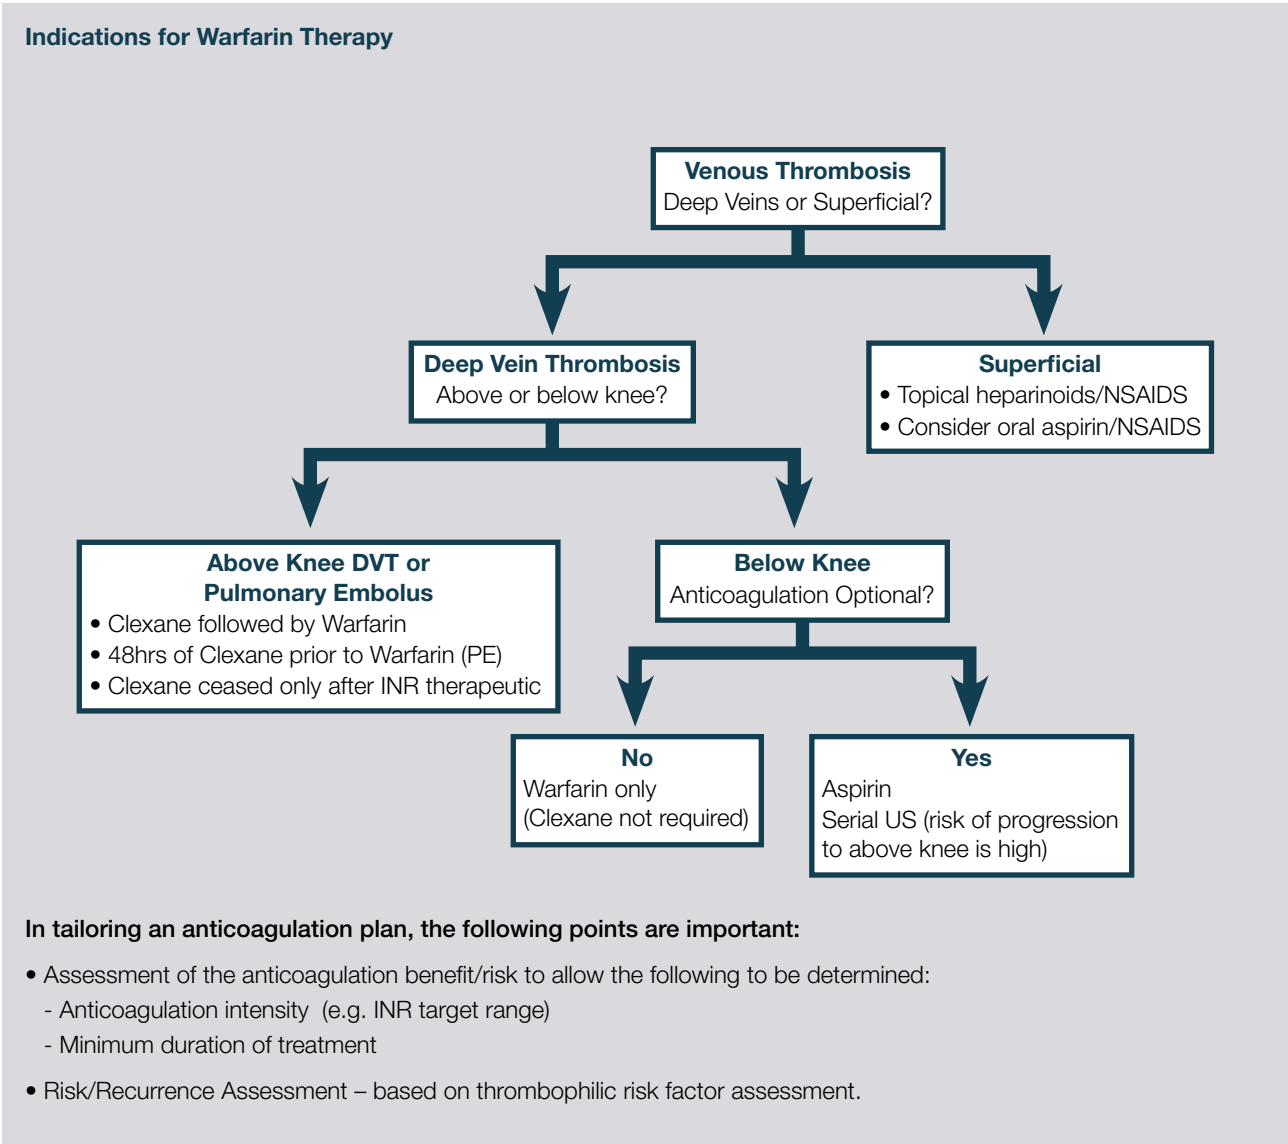 Indications for Warfarin Therapy
Venous Thrombosis
Deep Veins or Superficial?
Deep Vein Thrombosis
Above or below knee?
Superficial
• Topical heparinoids/NSAIDS
• Consider oral aspirin/NSAIDS
Above Knee DVT or
Pulmonary Embolus
• Clexane followed by Warfarin
• 48hrs of Clexane prior to Warfarin (PE)
• Clexane ceased only after INR therapeutic
Below Knee
Anticoagulation Optional?
No
Warfarin only
(Clexane not required)
Yes
Aspirin
Serial US (risk of progression
to above knee is high)
In tailoring an anticoagulation plan, the following points are important:
• Assessment of the anticoagulation benefit/risk to allow the following to be determined:
- Anticoagulation intensity  (e.g. INR target range)
- Minimum duration of treatment
• Risk/Recurrence Assessment – based on thrombophilic risk factor assessment.